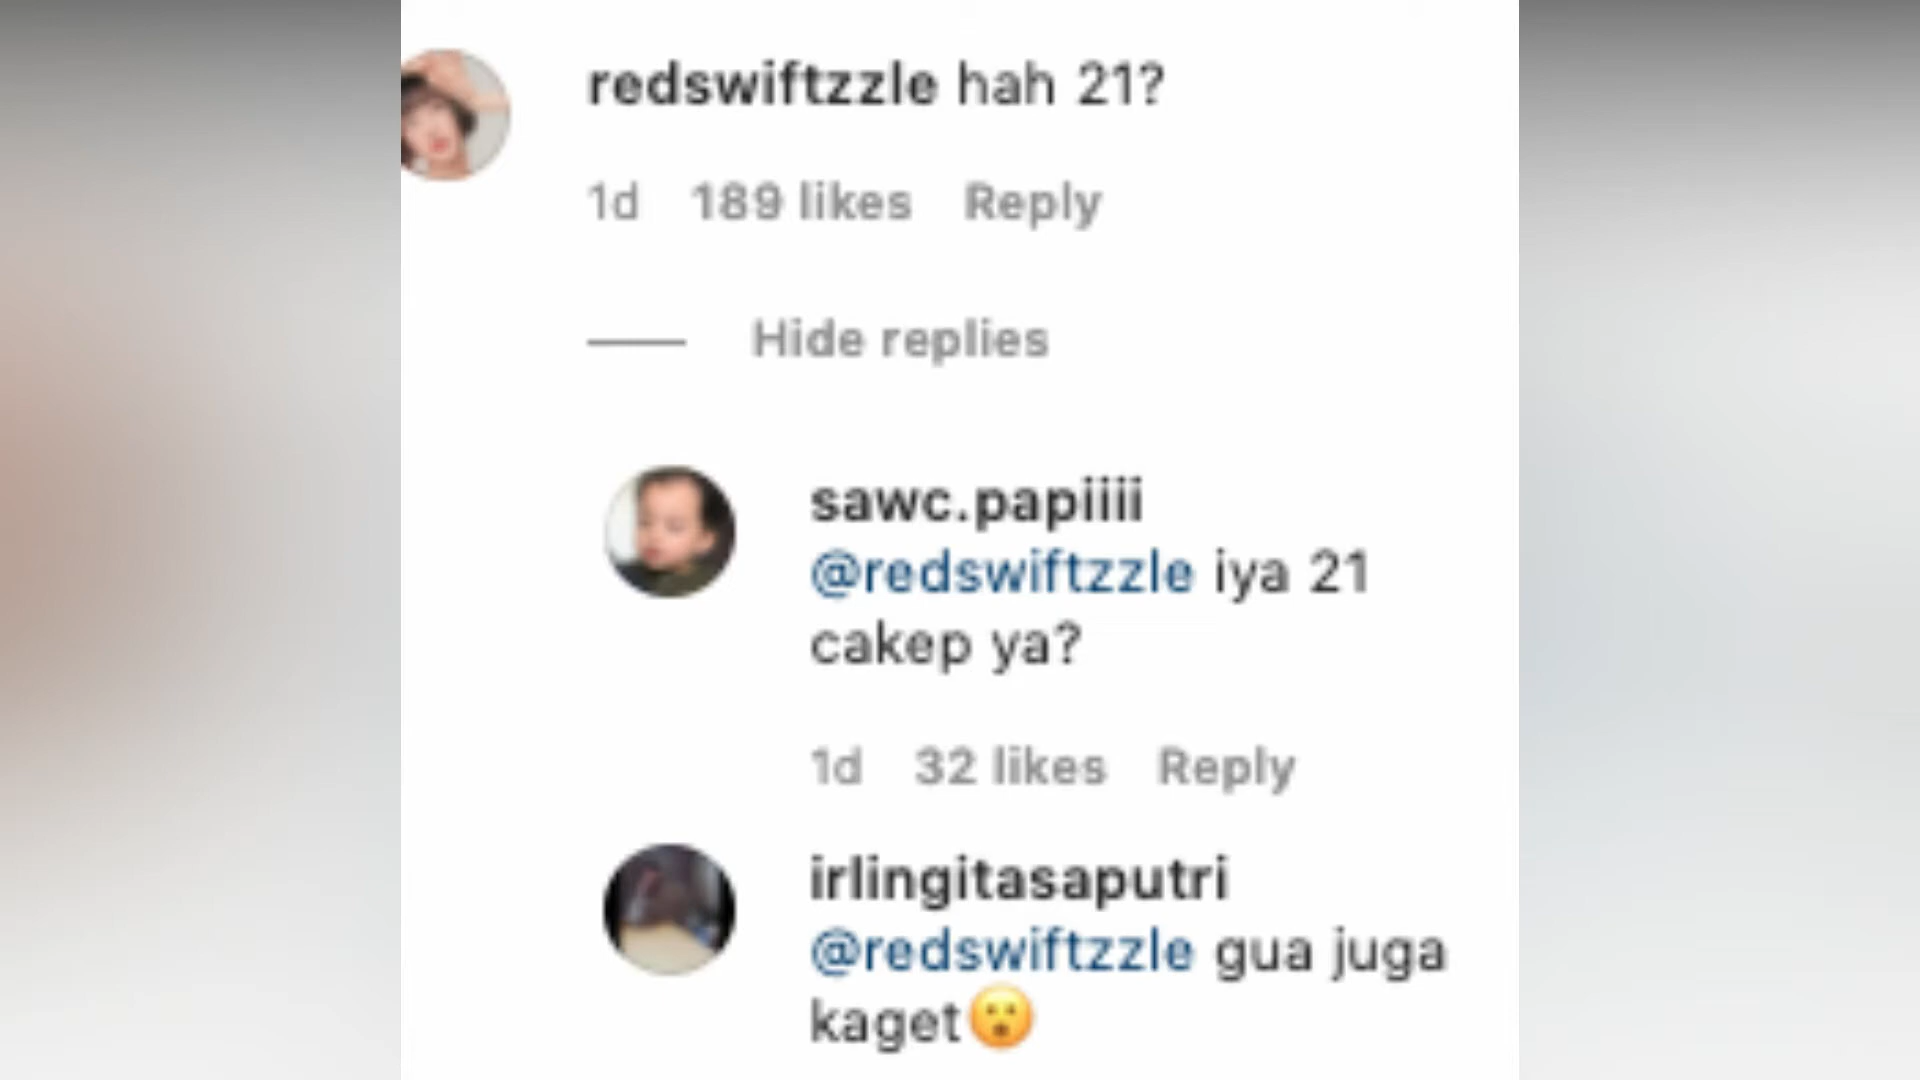 redswiftzzle hah 21?
1d 189 likes Reply
Hide replies
sawc.papiiii
@redswiftzzle iya 21
cakep ya?
1d 32 likes Reply
irlingitasaputri
@redswiftzzle gua juga
kaget😮